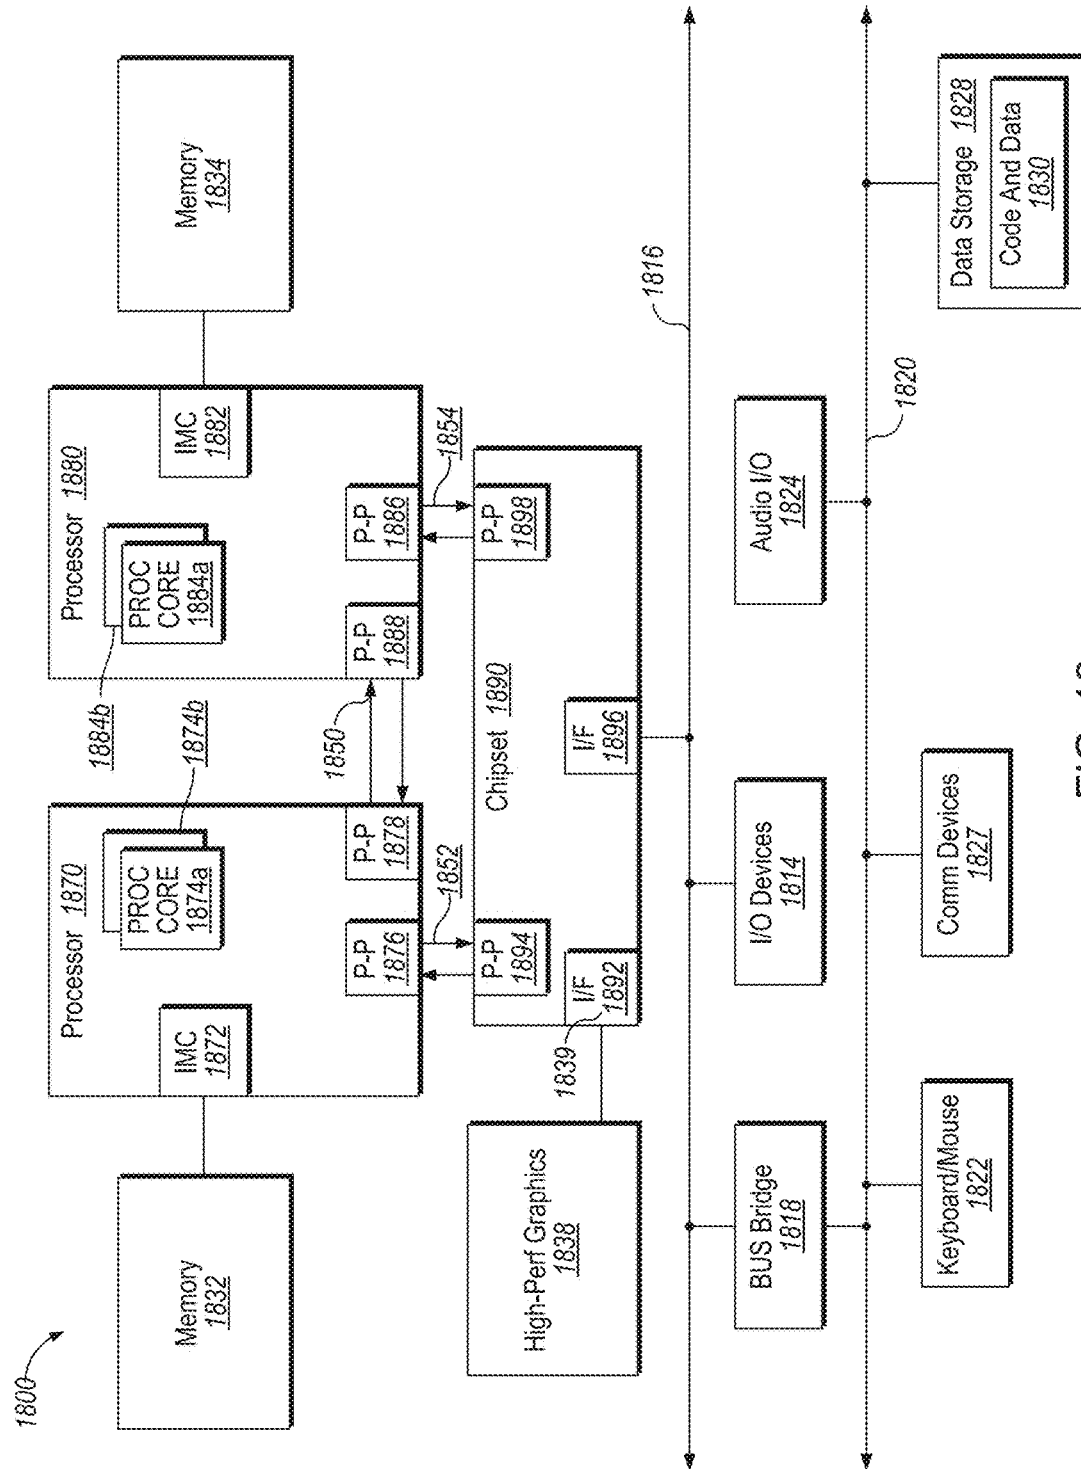 1800
Memory
1832
Processor 1870
IMC
1872
PROC
CORE
1874a
1874b
P-P
1876
P-P
1878
1850
Processor 1880
PROC
CORE
1884a
1884b
IMC
1882
P-P
1888
P-P
1886
Memory
1834
1852
1854
High-Perf Graphics
1838
1839
Chipset 1890
P-P
1894
P-P
1898
I/F
1892
I/F
1896
1816
BUS Bridge
1818
I/O Devices
1814
Audio I/O
1824
1820
Keyboard/Mouse
1822
Comm Devices
1827
Data Storage 1828
Code And Data
1830